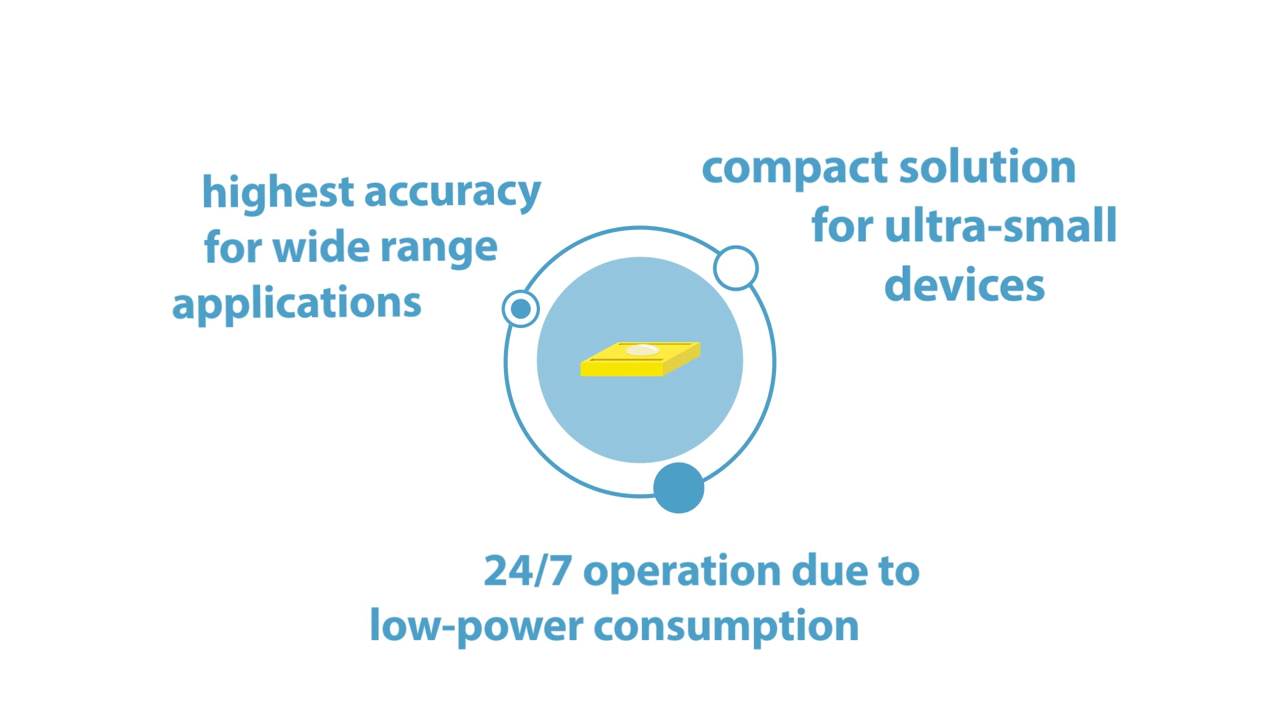 highest accuracy
for wide range
applications
compact solution
for ultra-small
devices
24/7 operation due to
low-power consumption